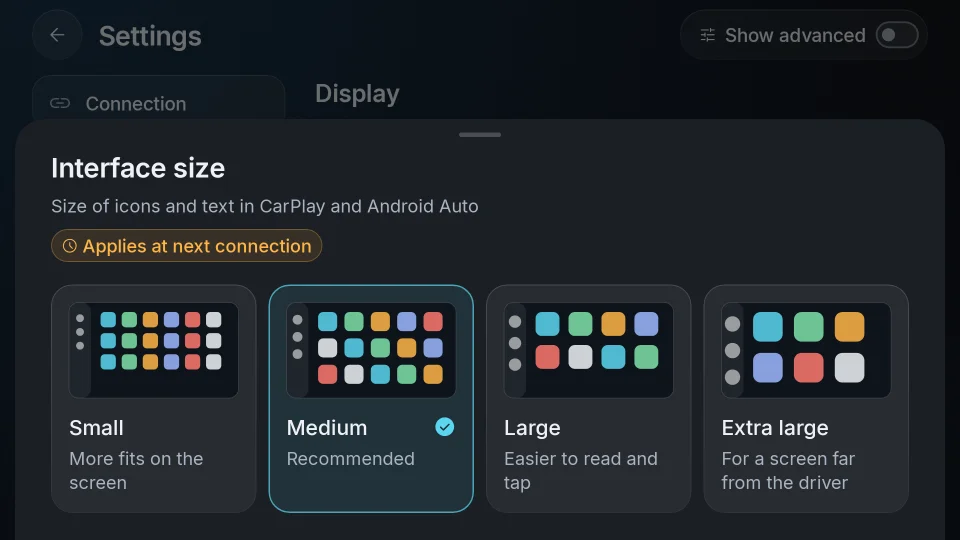 Settings
Show advanced
Connection
Display
Interface size
Size of icons and text in CarPlay and Android Auto
Applies at next connection
Small
More fits on the
screen
Medium
Recommended
Large
Easier to read and
tap
Extra large
For a screen far
from the driver